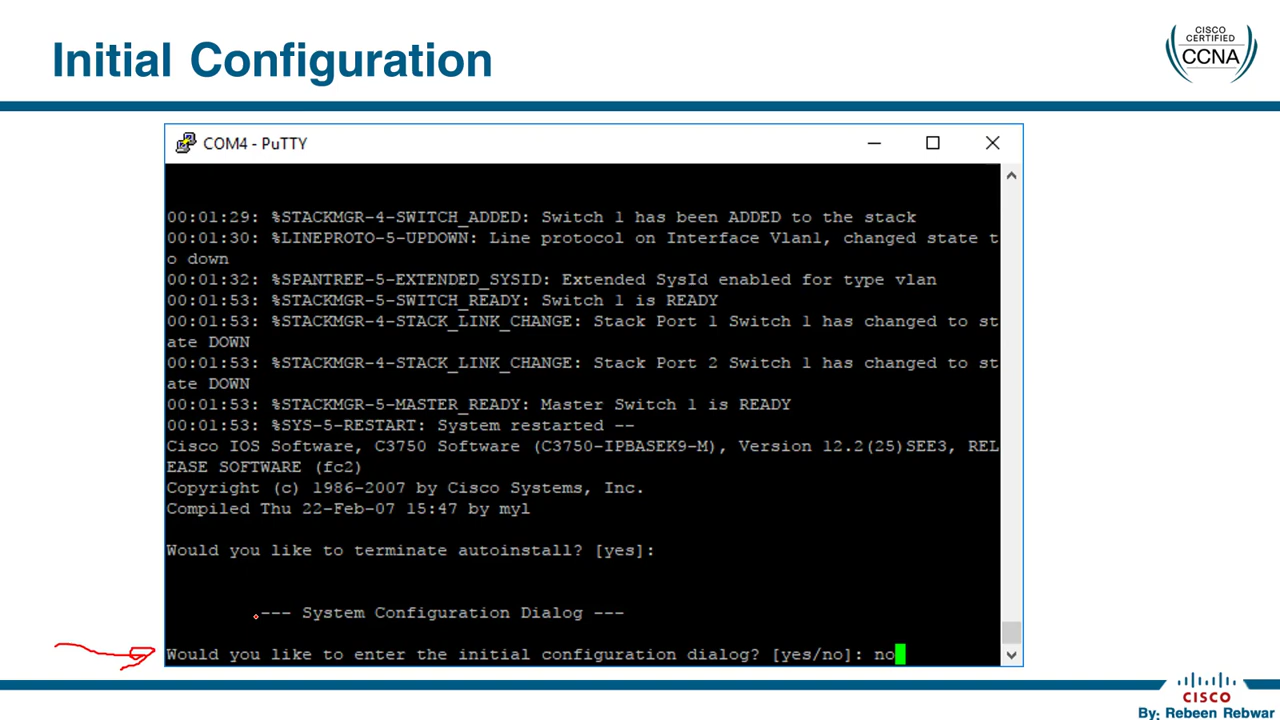 Initial Configuration
CISCO
CERTIFIED
CCNA
COM4 - PuTTY
00:01:29: %STACKMGR-4-SWITCH_ADDED: Switch 1 has been ADDED to the stack
00:01:30: %LINEPROTO-5-UPDOWN: Line protocol on Interface Vlan1, changed state t
o down
00:01:32: %SPANTREE-5-EXTENDED_SYSID: Extended SysId enabled for type vlan
00:01:53: %STACKMGR-5-SWITCH_READY: Switch 1 is READY
00:01:53: %STACKMGR-4-STACK_LINK_CHANGE: Stack Port 1 Switch 1 has changed to st
ate DOWN
00:01:53: %STACKMGR-4-STACK_LINK_CHANGE: Stack Port 2 Switch 1 has changed to st
ate DOWN
00:01:53: %STACKMGR-5-MASTER_READY: Master Switch 1 is READY
00:01:53: %SYS-5-RESTART: System restarted --
Cisco IOS Software, C3750 Software (C3750-IPBASEK9-M), Version 12.2(25)SEE3, REL
EASE SOFTWARE (fc2)
Copyright (c) 1986-2007 by Cisco Systems, Inc.
Compiled Thu 22-Feb-07 15:47 by myl
Would you like to terminate autoinstall? [yes]:
--- System Configuration Dialog ---
Would you like to enter the initial configuration dialog? [yes/no]: no
CISCO
By: Rebeen Rebwar